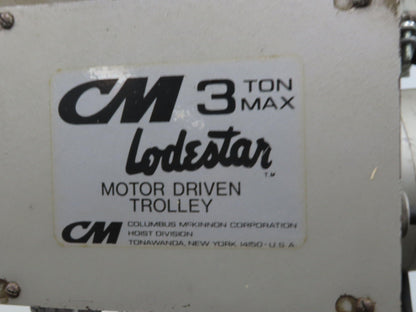 CM 3 TON MAX
Lodestar TM
MOTOR DRIVEN
TROLLEY
CM COLUMBUS McKINNON CORPORATION
HOIST DIVISION
TONAWANDA, NEW YORK 14150 - U.S.A.